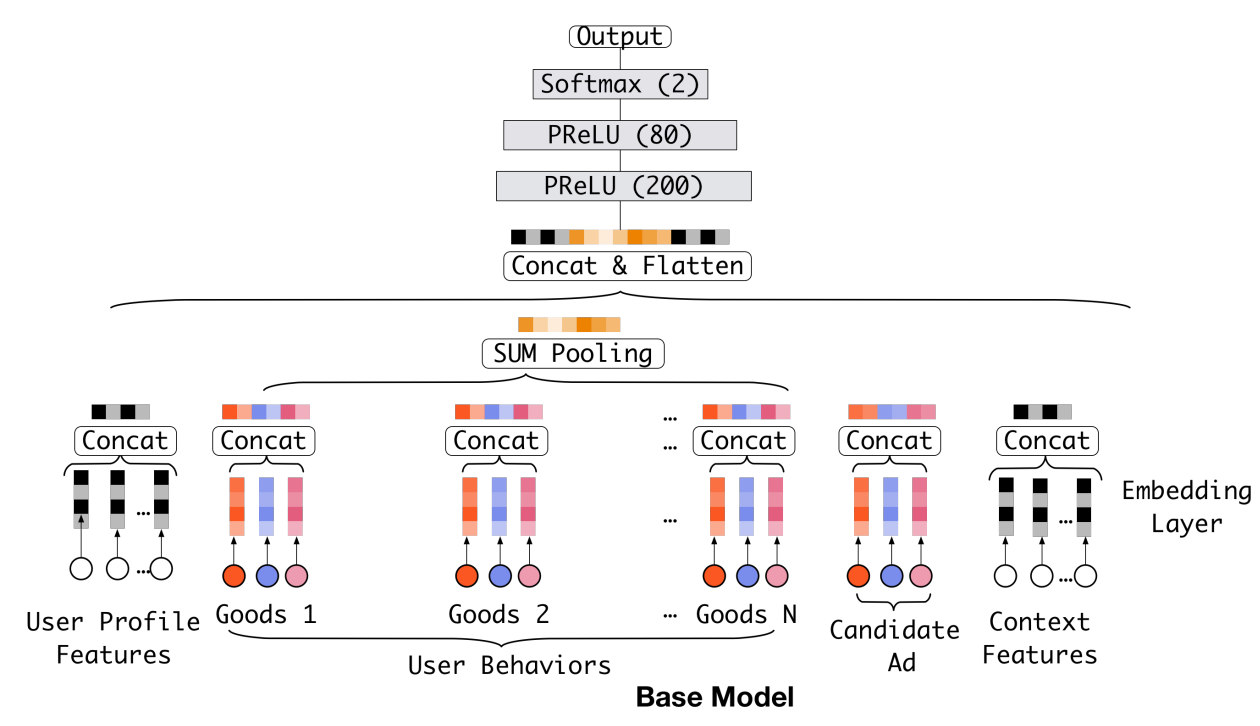 Output
Softmax (2)
PReLU (80)
PReLU (200)
Concat & Flatten
SUM Pooling
...
Concat
Concat
Concat
...
Concat
Concat
Concat
...
...
...
Embedding
Layer
...
...
User Profile
Features
Goods 1
Goods 2
...
Goods N
Candidate
Ad
Context
Features
User Behaviors
Base Model